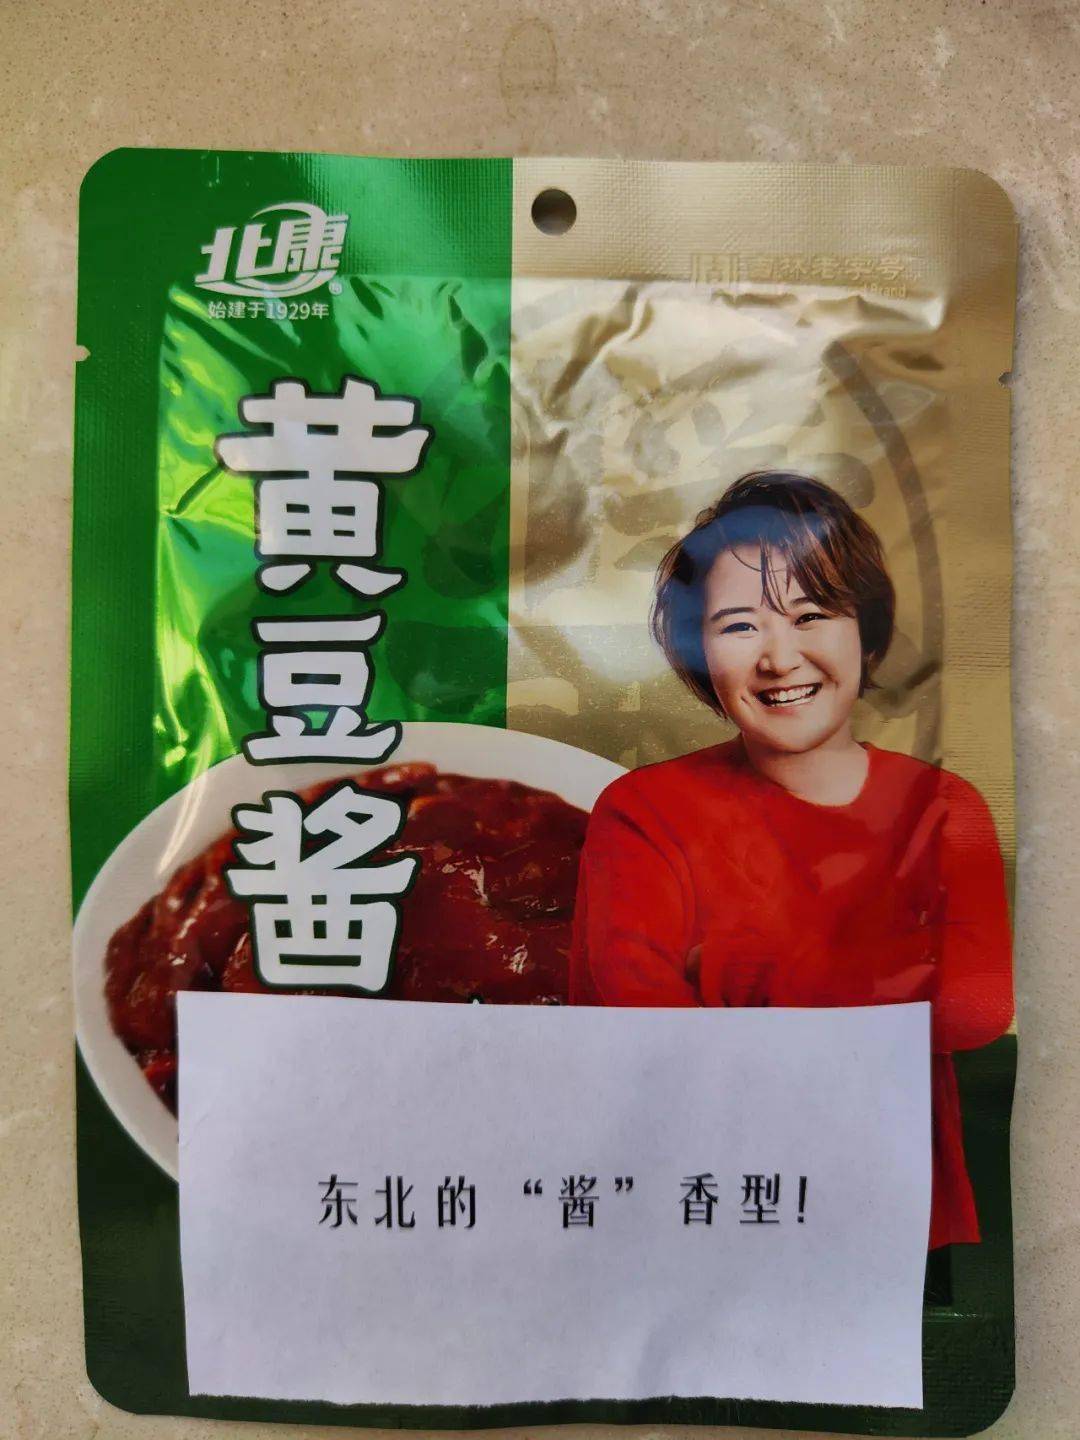 北康
始建于1929年
吉林老字号
Brand
黄豆酱
东北的“酱”香型！